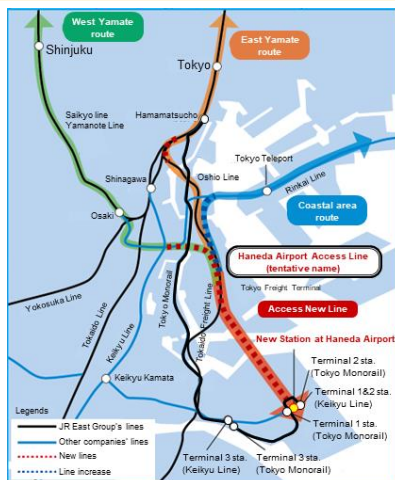 West Yamate
route
East Yamate
route
Shinjuku
Tokyo
Saikyo line
Yamanote Line
Hamamatsuoho
Tokyo Teleport
Oshio Line
Shinagawa
Rinkai Line
Osaki
Coastal area
route
Haneda Airport Access Line
(tentative name)
Tokyo Freight Terminal
Access New Line
Yokosuka Line
Tokaido Line
Keikyu Line
Tokyo Monorail
Tokaido Freight Line
New Station at Haneda Airport
Terminal 2 sta.
(Tokyo Monorail)
Terminal 1&2 sta.
(Keikyu Line)
Terminal 1 sta.
(Tokyo Monorail)
Keikyu Kamata
Terminal 3 sta.
(Keikyu Line)
Terminal 3 sta.
(Tokyo Monorail)
Legends
JR East Group's lines
Other companies' lines
New lines
Line increase